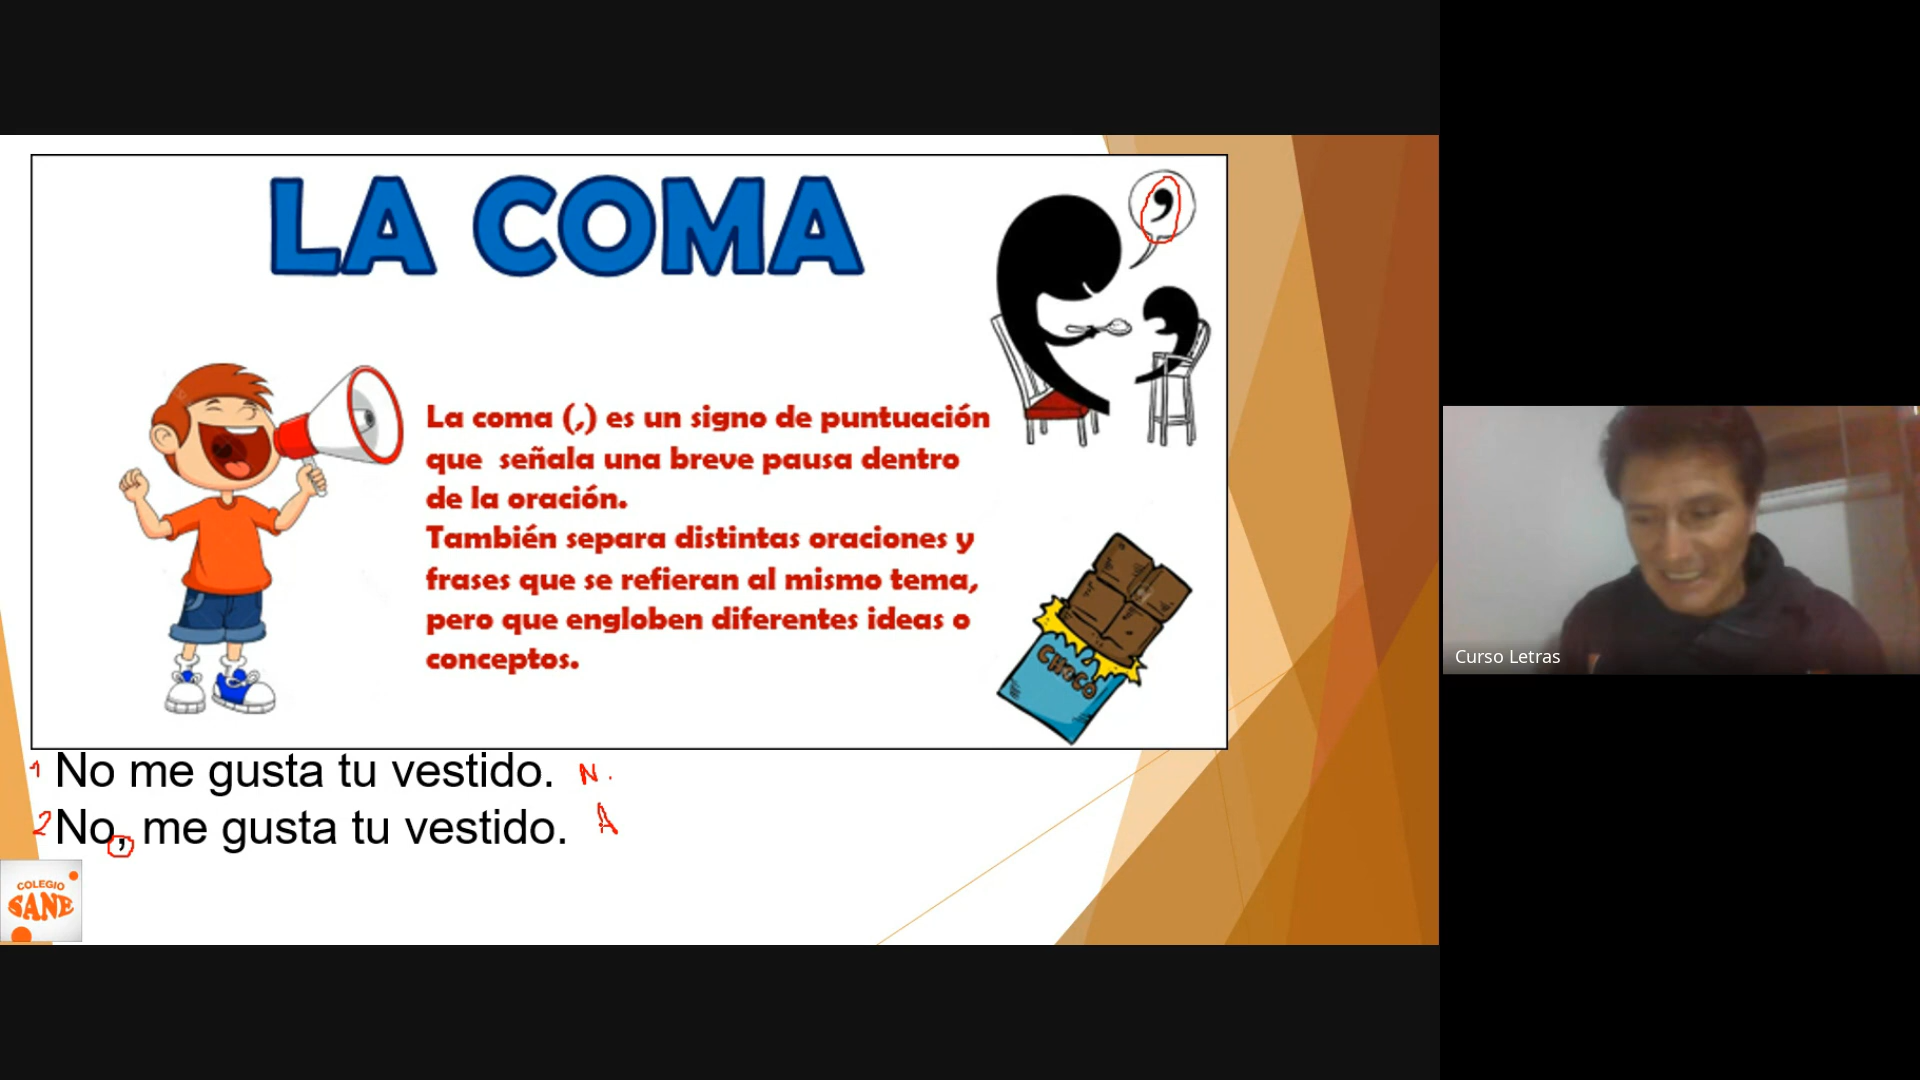 LA COMA
,
La coma (,) es un signo de puntuación
que señala una breve pausa dentro
de la oración.
También separa distintas oraciones y
frases que se refieran al mismo tema,
pero que engloben diferentes ideas o
conceptos.
CHOCO
1 No me gusta tu vestido. N.
2 No, me gusta tu vestido. A
COLEGIO
SANE
Curso Letras